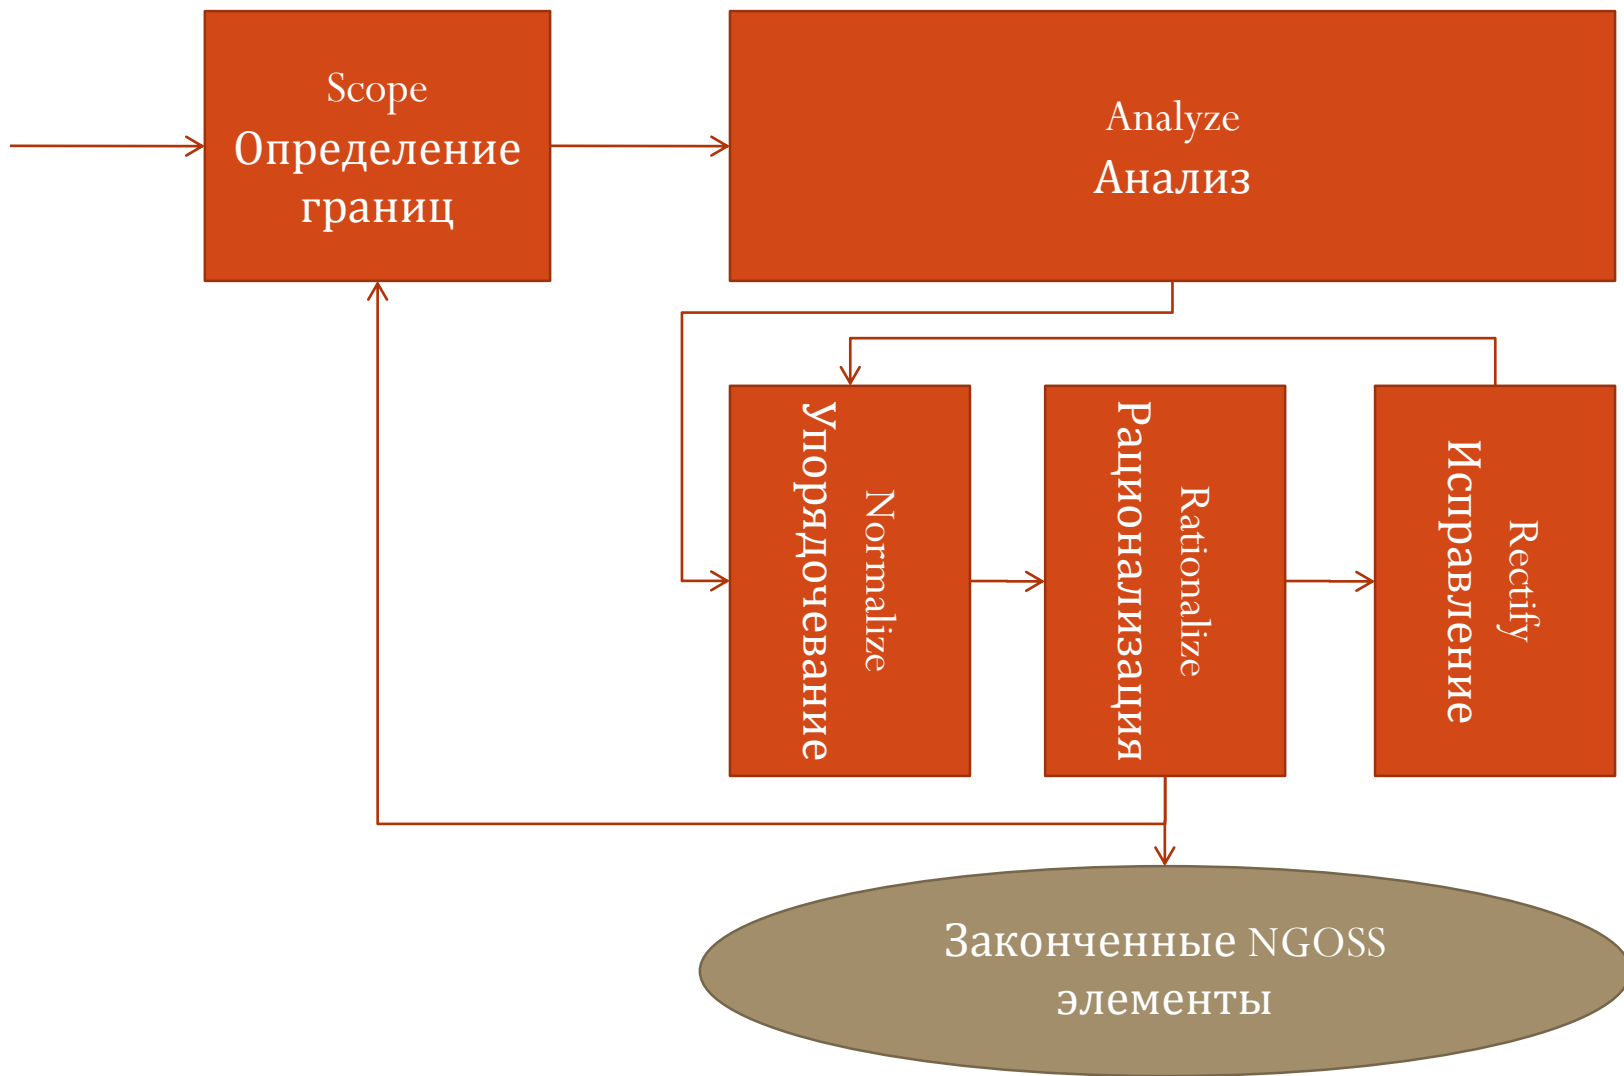 Scope
Определение
границ
Analyze
Анализ
Normalize
Упорядочевание
Rationalize
Рационализация
Rectify
Исправление
Законченные NGOSS
элементы